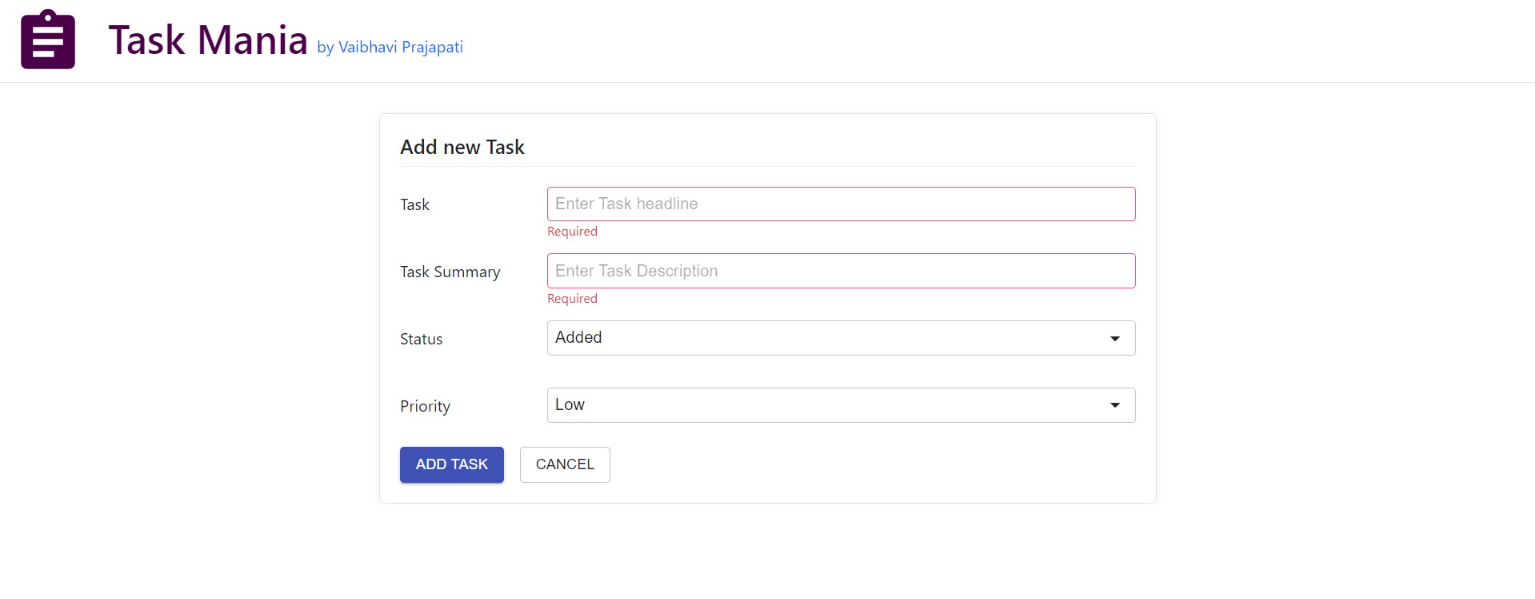 Task Mania by Vaibhavi Prajapati
Add new Task
Task Enter Task headline
Required
Task Summary Enter Task Description
Required
Status Added
Priority Low
ADD TASK CANCEL